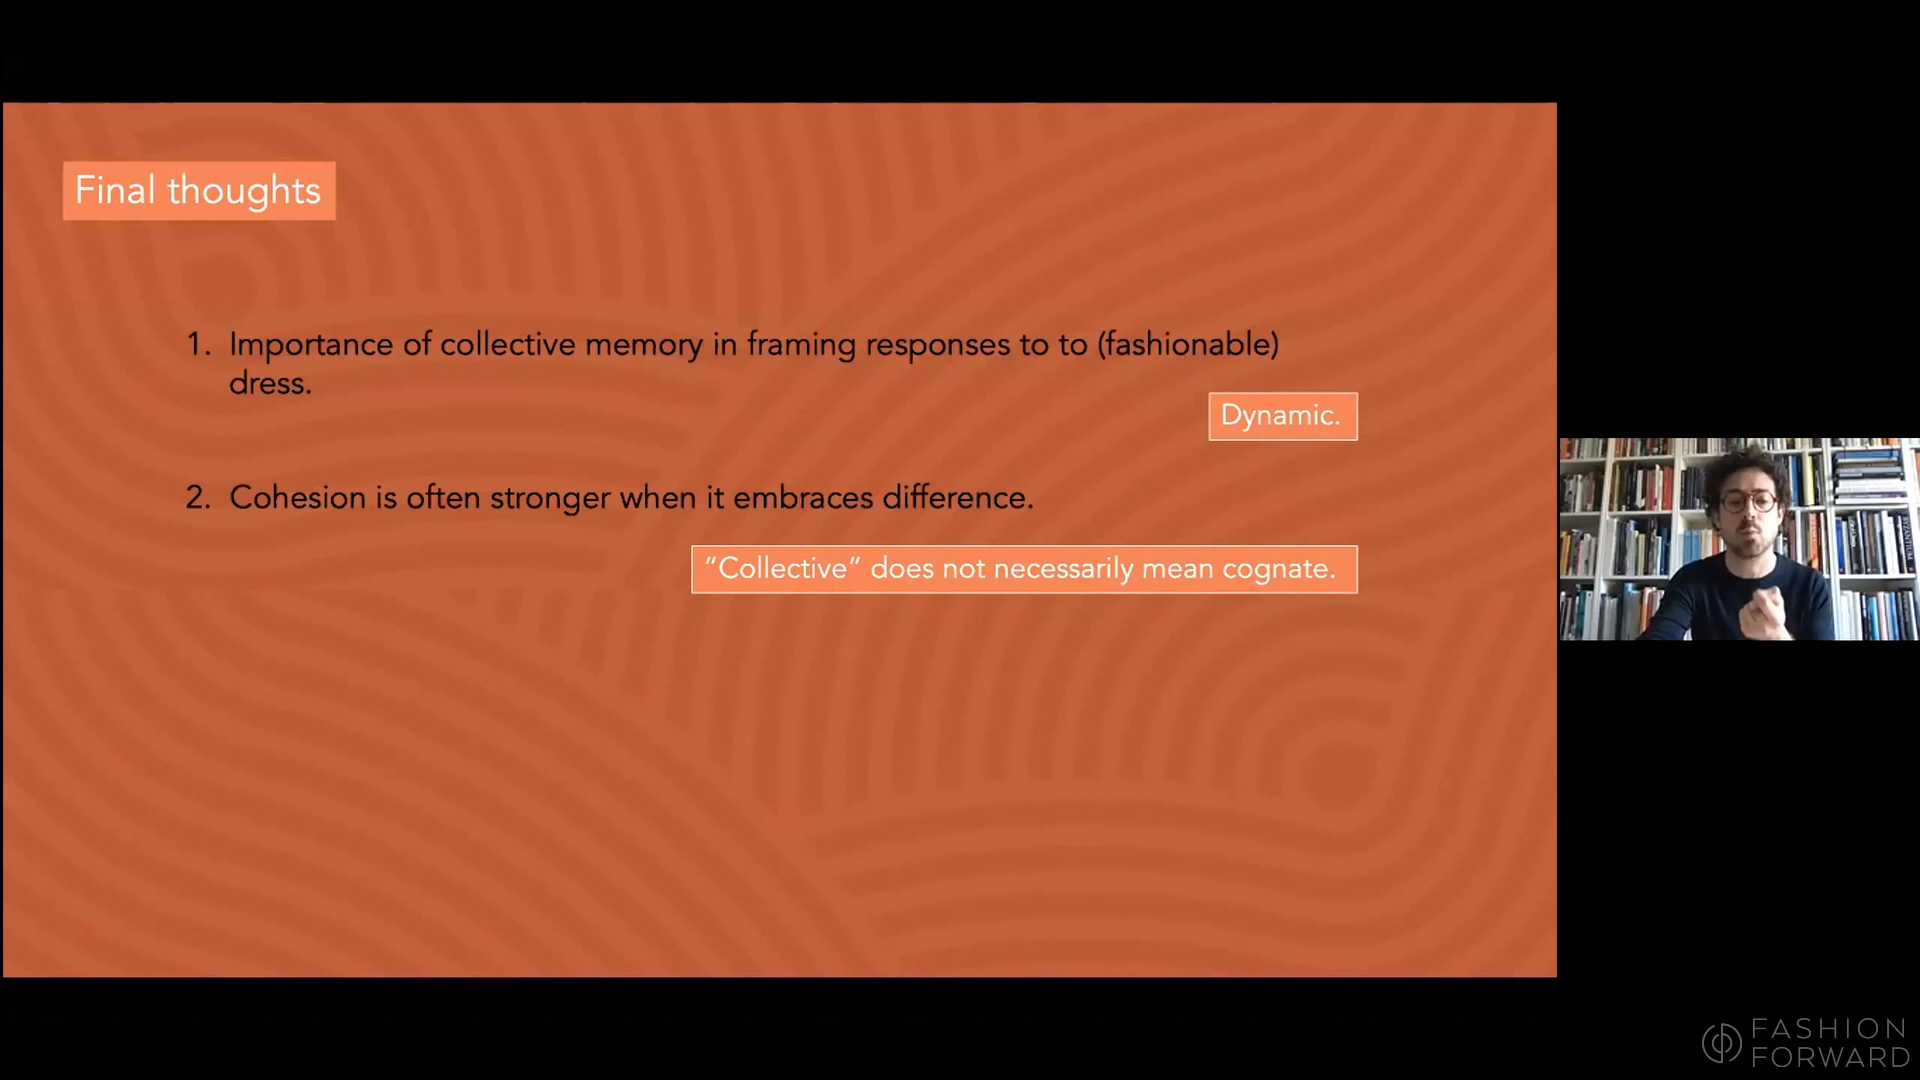 Final thoughts
1. Importance of collective memory in framing responses to to (fashionable)
dress.
Dynamic.
2. Cohesion is often stronger when it embraces difference.
“Collective” does not necessarily mean cognate.
BYZANTIUM
FASHION
FORWARD